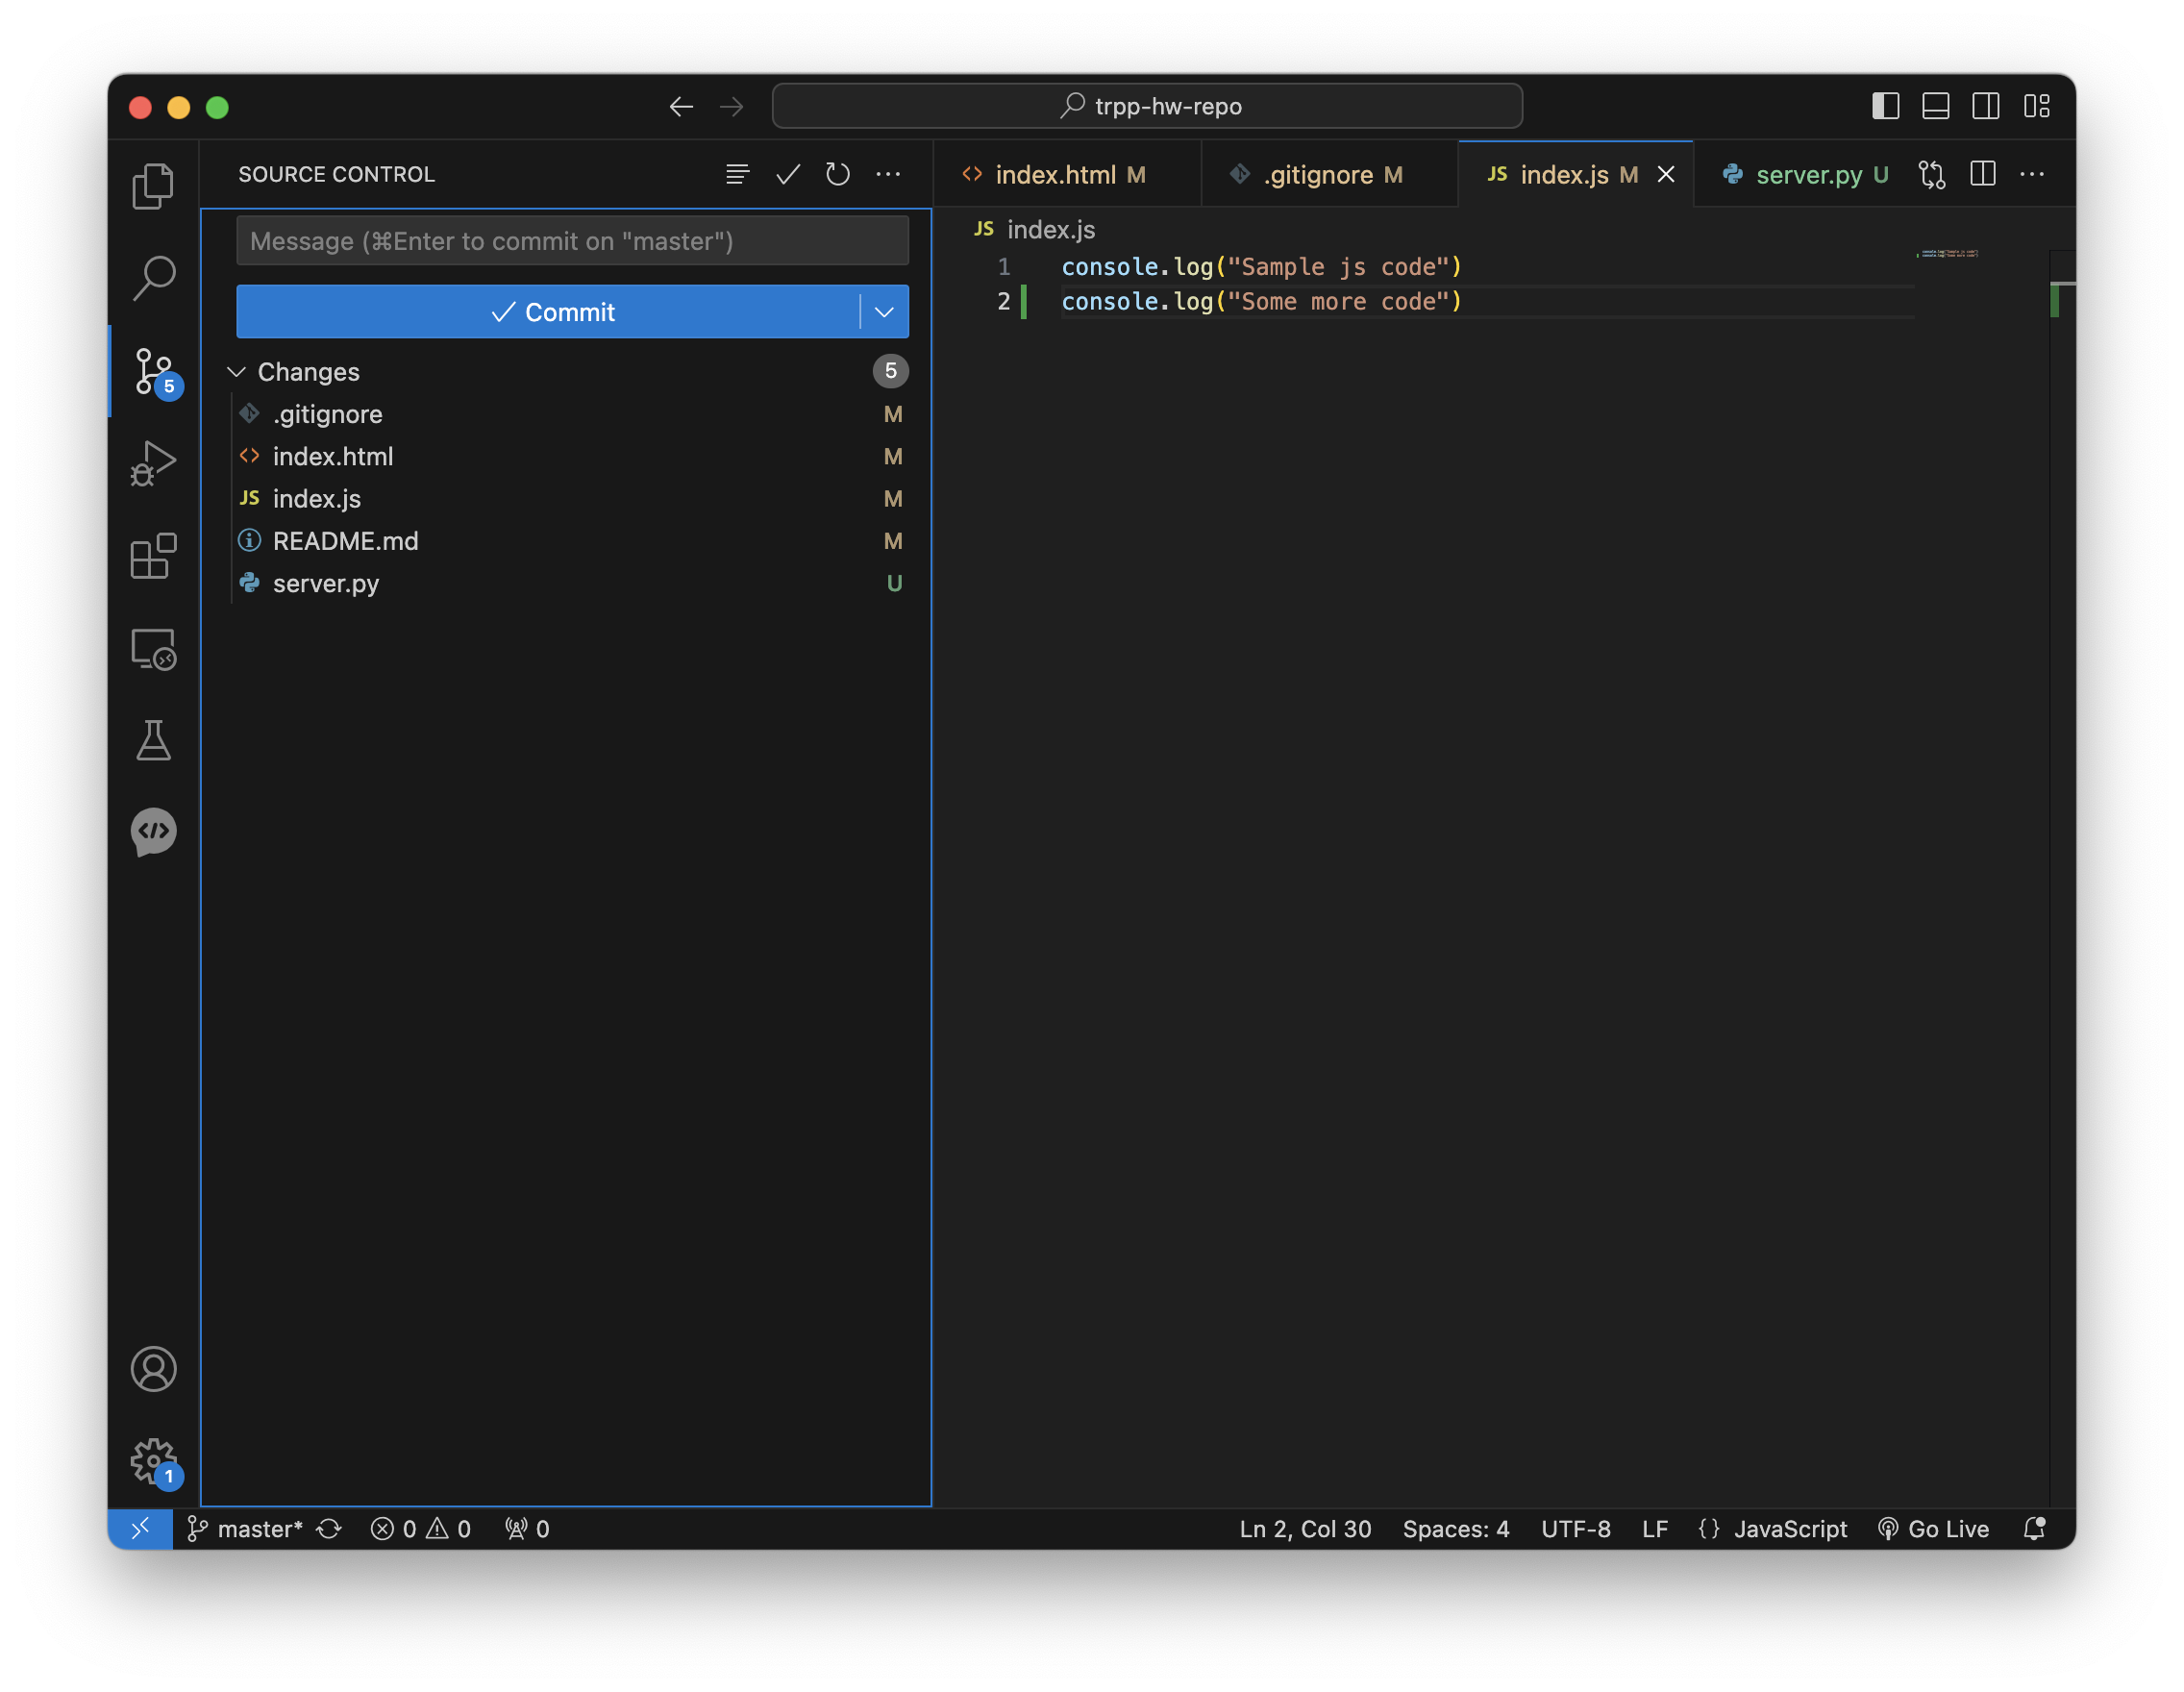 trpp-hw-repo
SOURCE CONTROL
Message (⌘Enter to commit on "master")
Commit
Changes 5
.gitignore M
index.html M
JS index.js M
README.md M
server.py U
5
1
index.html M
.gitignore M
JS index.js M
server.py U
JS index.js
1 console.log("Sample js code")
2 console.log("Some more code")
master* 0 0 0 Ln 2, Col 30 Spaces: 4 UTF-8 LF {} JavaScript Go Live